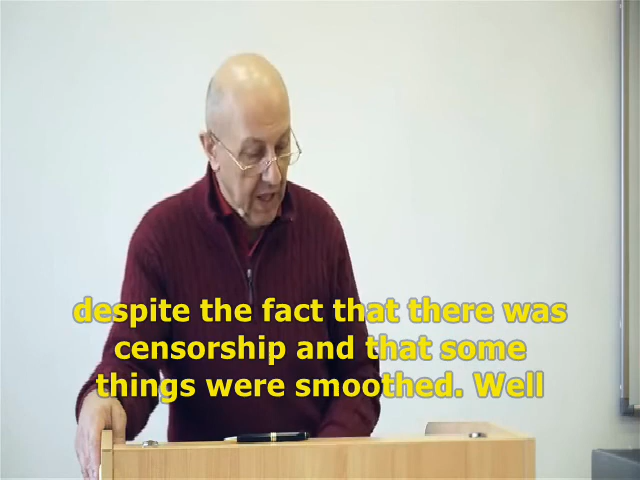 despite the fact that there was
censorship and that some
things were smoothed. Well